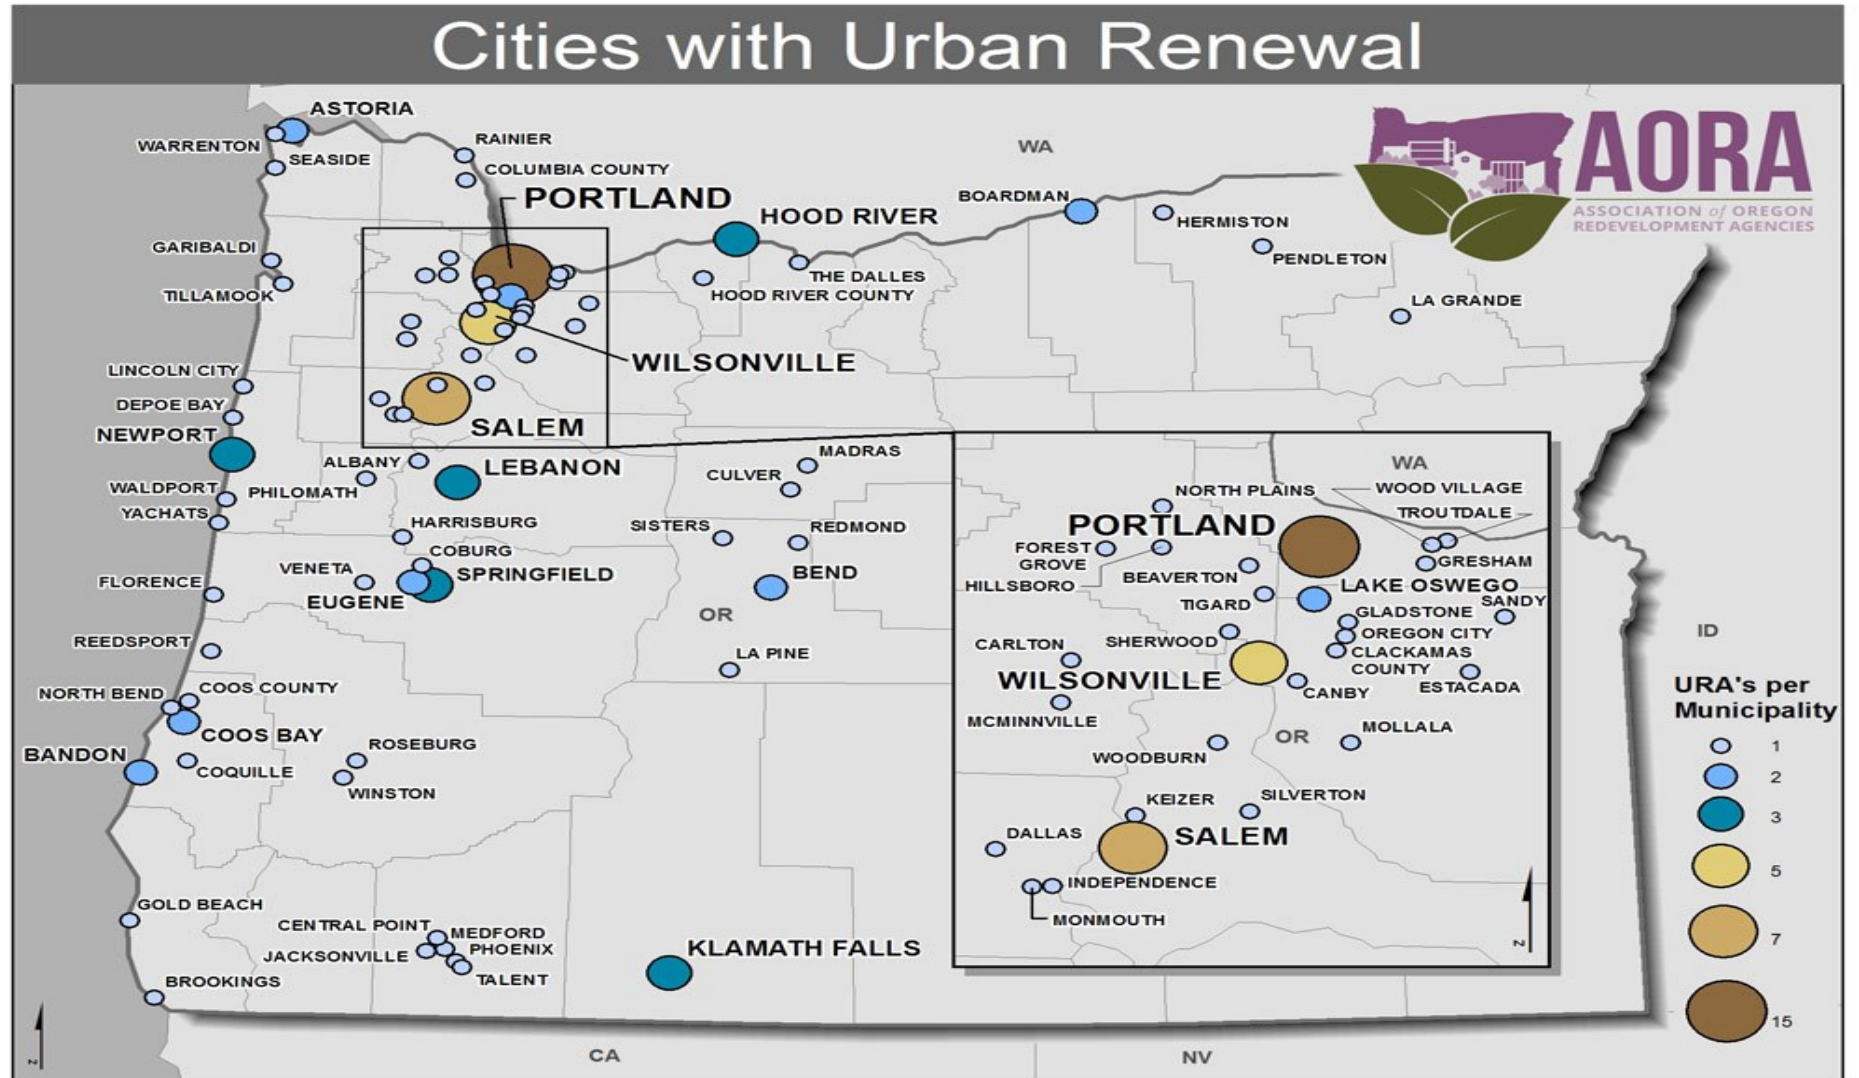 Cities with Urban Renewal
AORA
ASSOCIATION of OREGON
REDEVELOPMENT AGENCIES
ASTORIA
WARRENTON
SEASIDE
RAINIER
COLUMBIA COUNTY
PORTLAND
WA
BOARDMAN
HOOD RIVER
HERMISTON
PENDLETON
GARIBALDI
TILLAMOOK
THE DALLES
HOOD RIVER COUNTY
LA GRANDE
WILSONVILLE
LINCOLN CITY
DEPOE BAY
NEWPORT
SALEM
ALBANY
LEBANON
MADRAS
CULVER
WALDPORT
PHILOMATH
YACHATS
HARRISBURG
SISTERS
REDMOND
COBURG
VENETA
SPRINGFIELD
BEND
FLORENCE
EUGENE
OR
REEDSPORT
LA PINE
NORTH BEND
COOS COUNTY
COOS BAY
BANDON
ROSEBURG
COQUILLE
WINSTON
GOLD BEACH
CENTRAL POINT
MEDFORD
JACKSONVILLE
PHOENIX
TALENT
KLAMATH FALLS
BROOKINGS
CA
NV
ID
z
WA
NORTH PLAINS
WOOD VILLAGE
TROUTDALE
PORTLAND
FOREST
GROVE
HILLSBORO
BEAVERTON
GRESHAM
LAKE OSWEGO
TIGARD
SANDY
GLADSTONE
OREGON CITY
SHERWOOD
CARLTON
CLACKAMAS
COUNTY
WILSONVILLE
ESTACADA
CANBY
MCMINNVILLE
MOLLALA
OR
WOODBURN
KEIZER
SILVERTON
DALLAS
SALEM
INDEPENDENCE
MONMOUTH
z
URA's per
Municipality
1
2
3
5
7
15